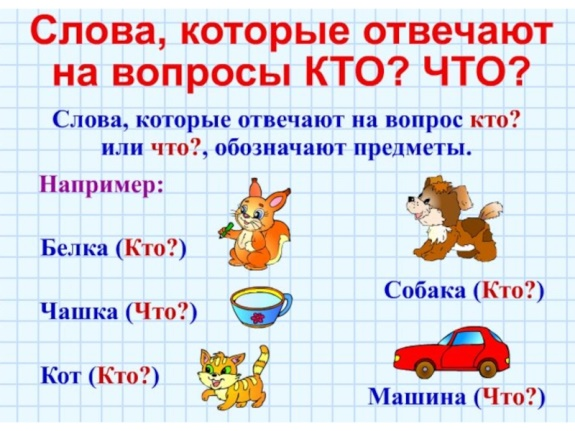 Слова, которые отвечают
на вопросы КТО? ЧТО?
Слова, которые отвечают на вопрос кто?
или что?, обозначают предметы.
Например:
Белка (Кто?)
Чашка (Что?)
Кот (Кто?)
Собака (Кто?)
Машина (Что?)